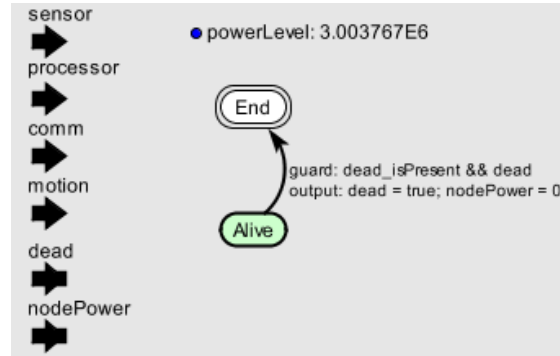 sensor
powerLevel: 3.003767E6
processor
End
comm
guard: dead_isPresent && dead
motion
output: dead = true; nodePower = 0
Alive
dead
nodePower